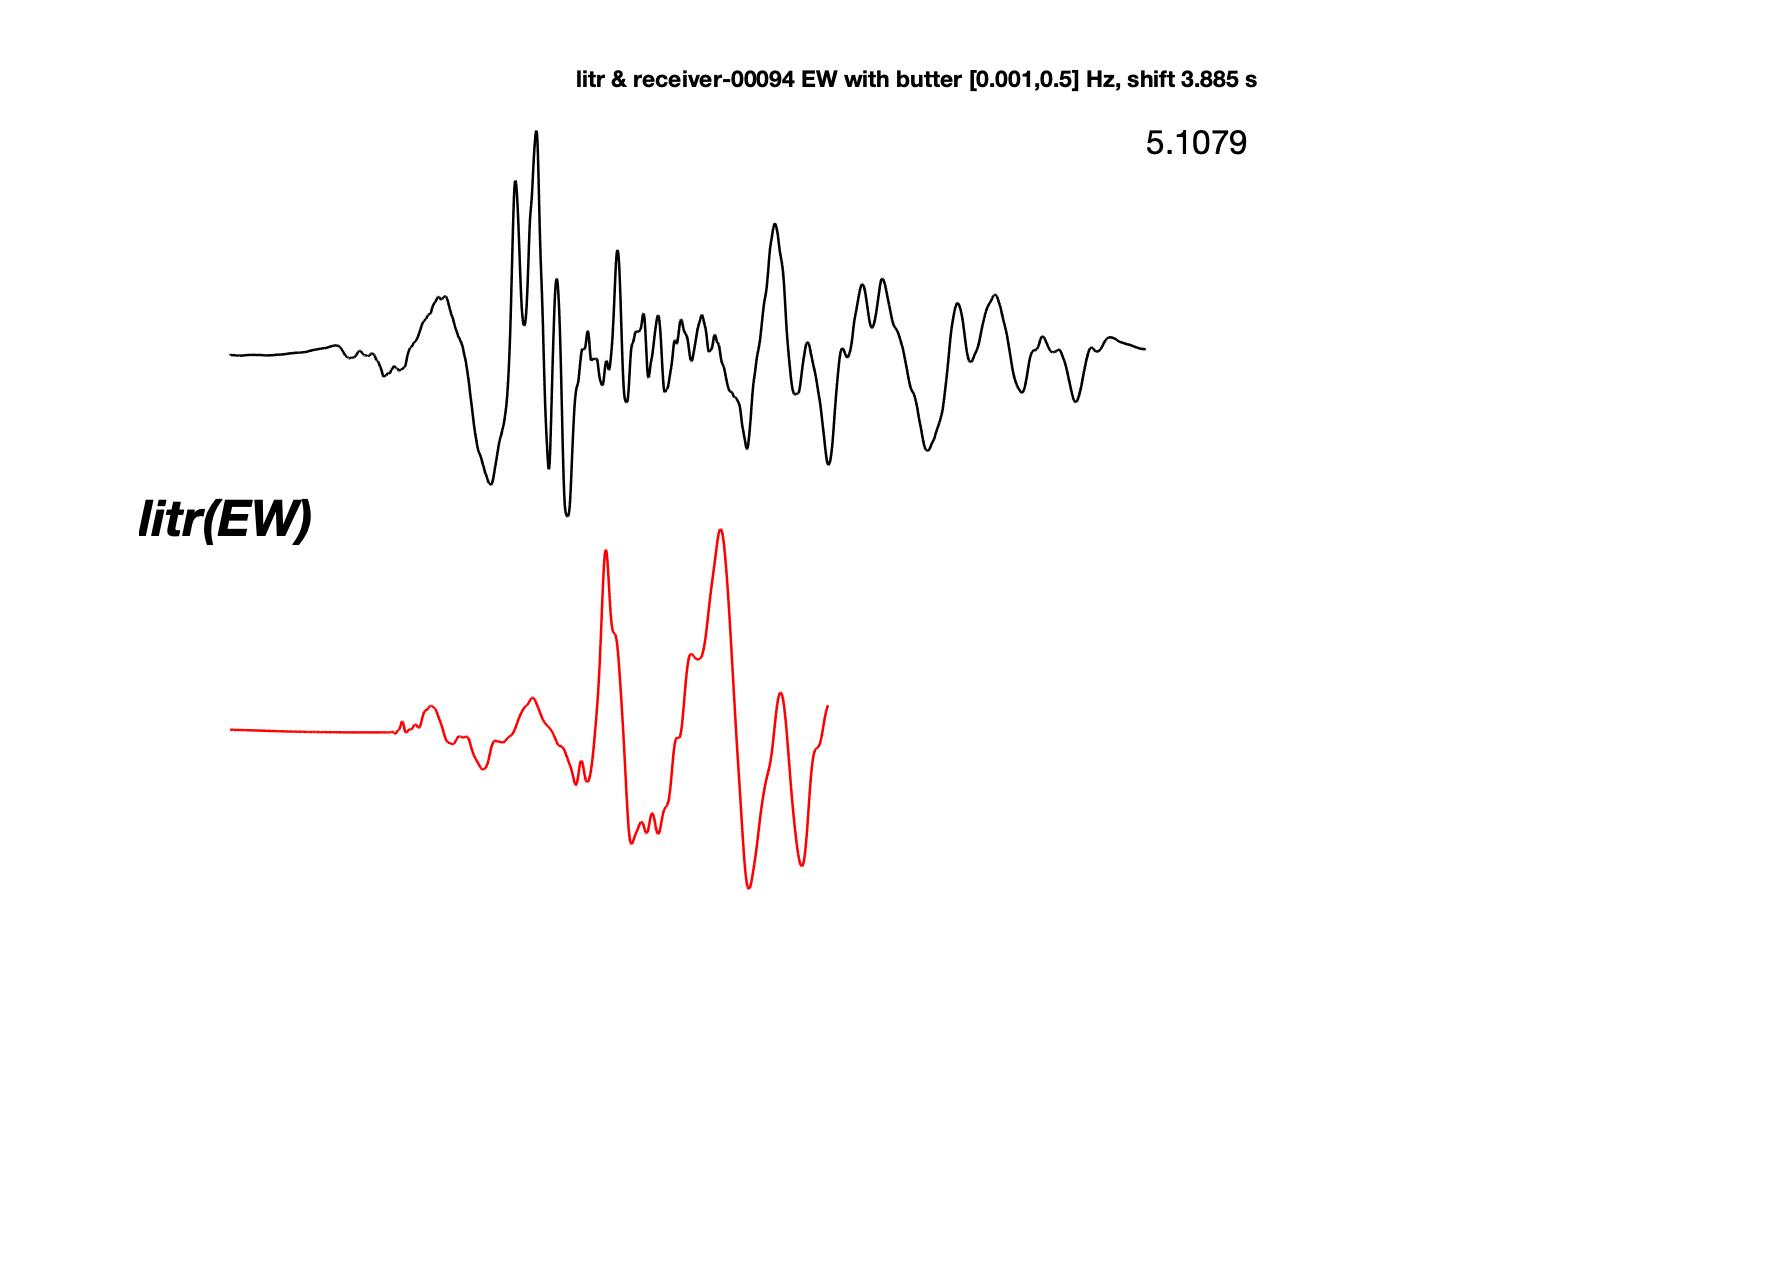 litr & receiver-00094 EW with butter [0.001,0.5] Hz, shift 3.885 s
5.1079
litr(EW)